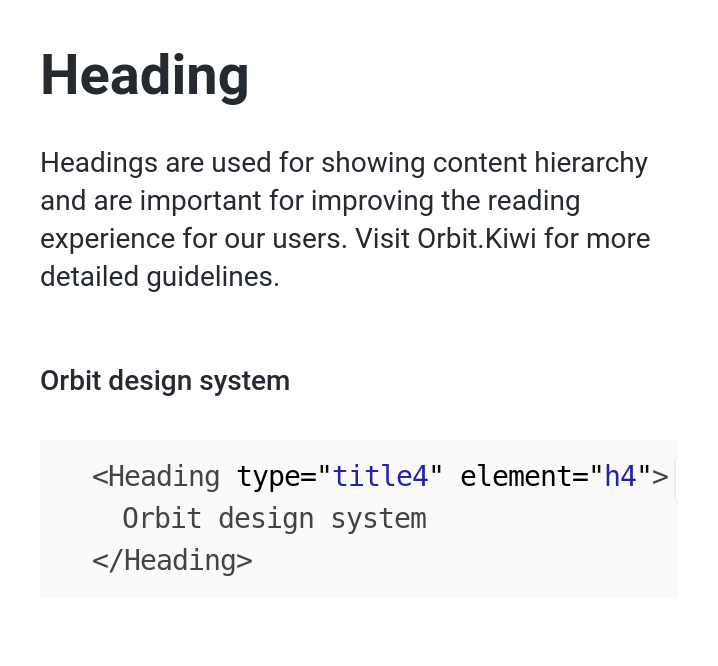 Heading
Headings are used for showing content hierarchy
and are important for improving the reading
experience for our users. Visit Orbit.Kiwi for more
detailed guidelines.
Orbit design system
<Heading type="title4" element="h4">
Orbit design system
</Heading>